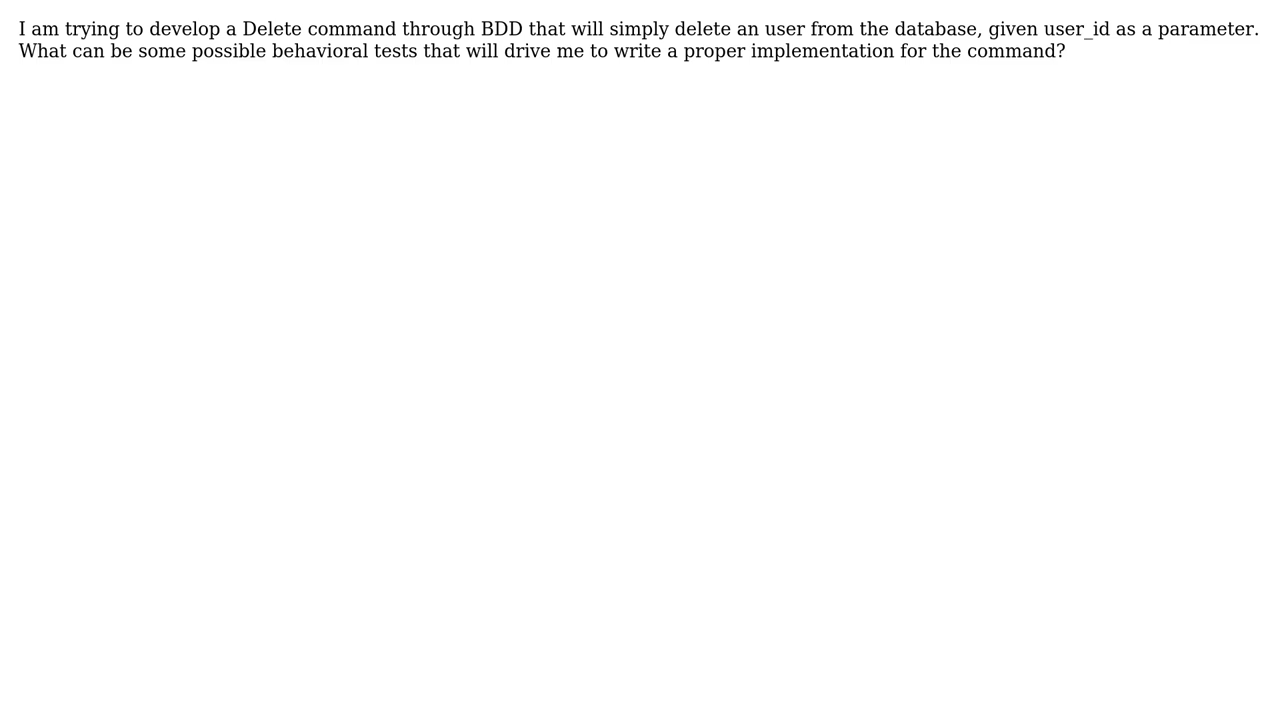 I am trying to develop a Delete command through BDD that will simply delete an user from the database, given user_id as a parameter.
What can be some possible behavioral tests that will drive me to write a proper implementation for the command?